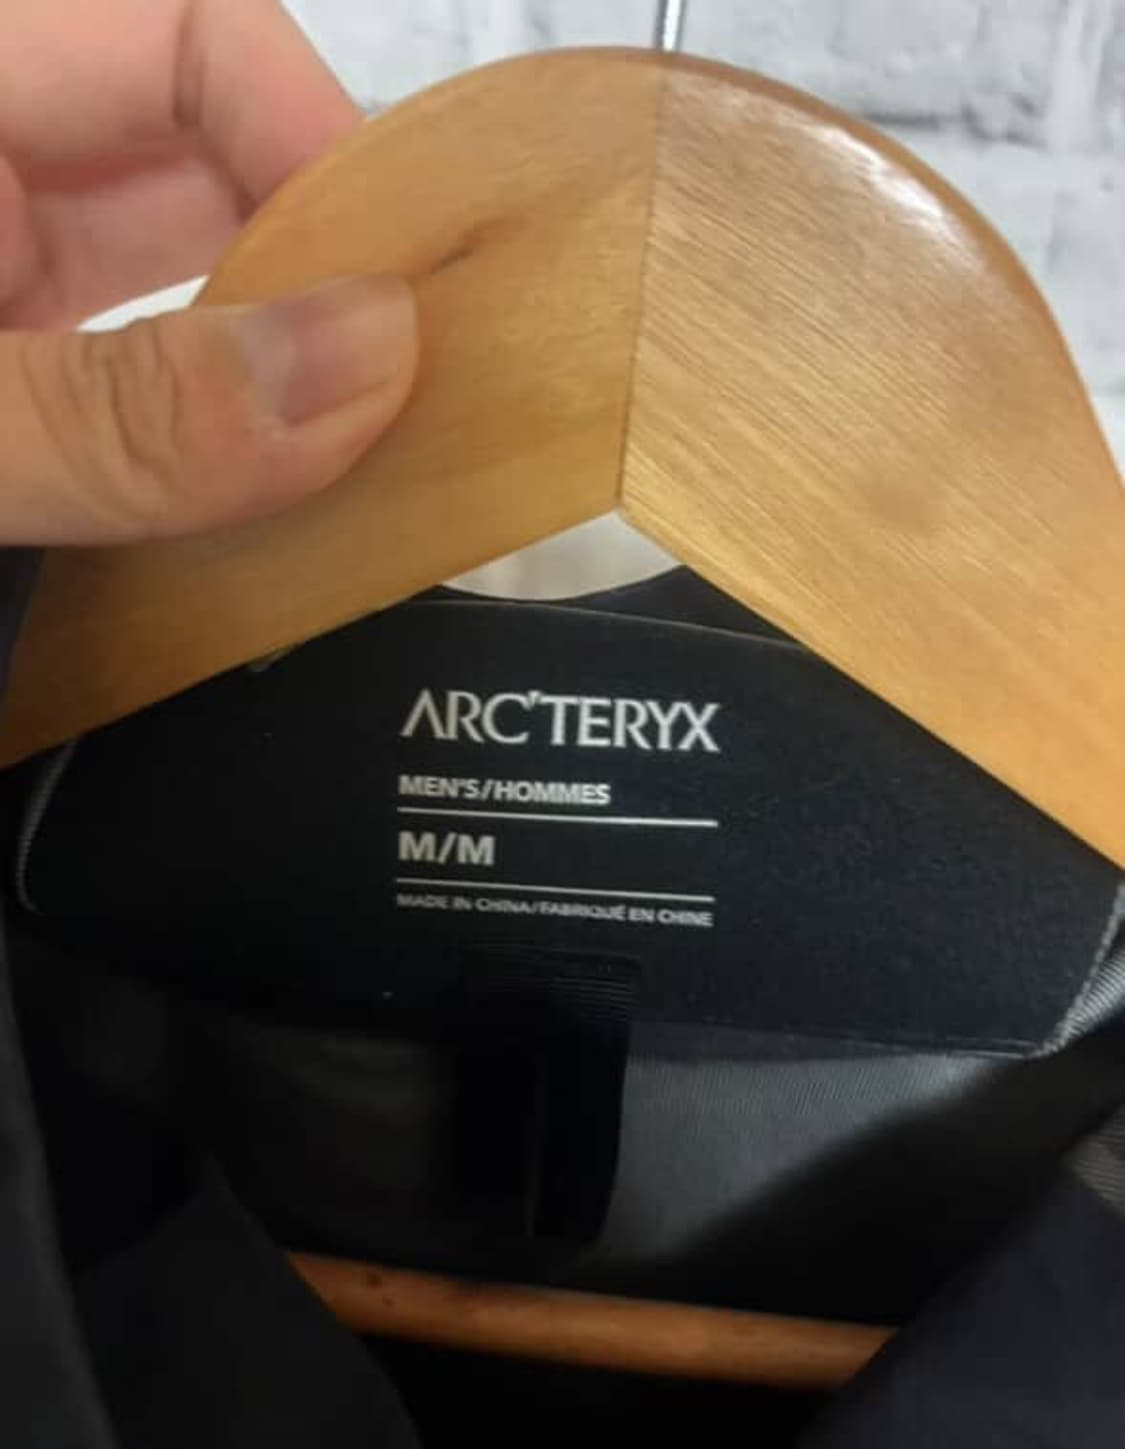 ARC'TERYX
MEN'S/HOMMES
M/M
MADE IN CHINA/FABRIQUÉ EN CHINE